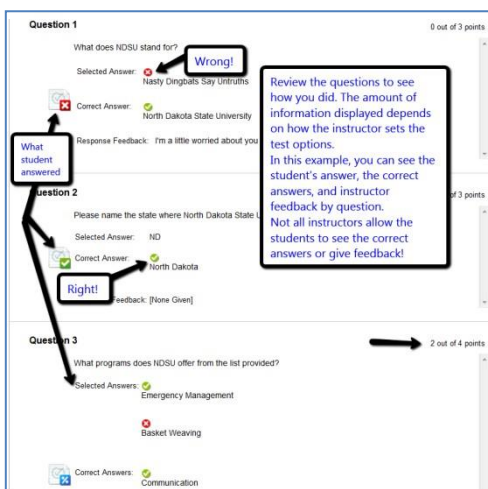 Question 1
0 out of 3 points
What does NDSU stand for?
Wrong!
Selected Answer:
Nasty Dingbats Say Untruths
Correct Answer:
North Dakota State University
Response Feedback: I'm a little worried about you
What
student
answered
Review the questions to see
how you did. The amount of
information displayed depends
on how the instructor sets the
test options.
In this example, you can see the
student's answer, the correct
answers, and instructor
feedback by question.
Not all instructors allow the
students to see the correct
answers or give feedback!
Question 2
of 3 points
Please name the state where North Dakota State U
Selected Answer: ND
Correct Answer:
North Dakota
Right!
Feedback: [None Given]
Question 3
2 out of 4 points
What programs does NDSU offer from the list provided?
Selected Answers:
Emergency Management
Basket Weaving
Correct Answers:
Communication